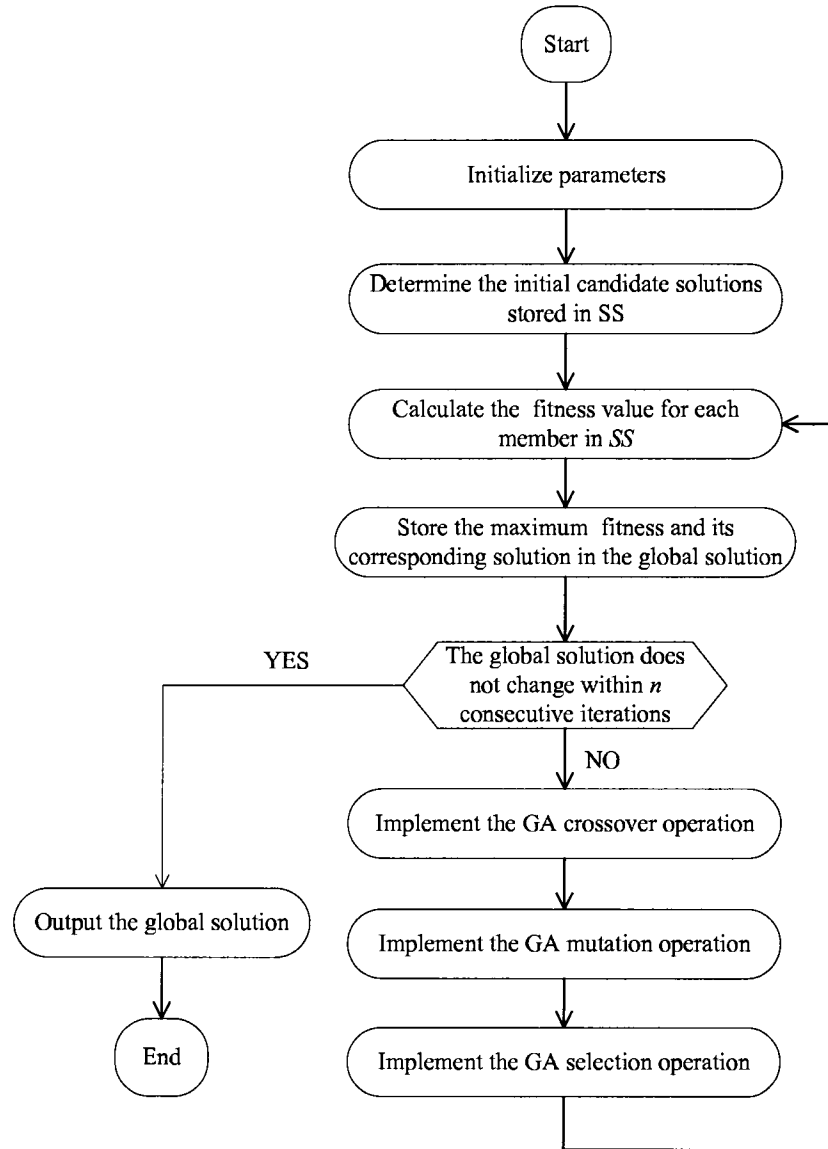 Start
Initialize parameters
Determine the initial candidate solutions
stored in SS
Calculate the fitness value for each
member in SS
Store the maximum fitness and its
corresponding solution in the global solution
YES
The global solution does
not change within n
consecutive iterations
NO
Implement the GA crossover operation
Output the global solution
Implement the GA mutation operation
End
Implement the GA selection operation